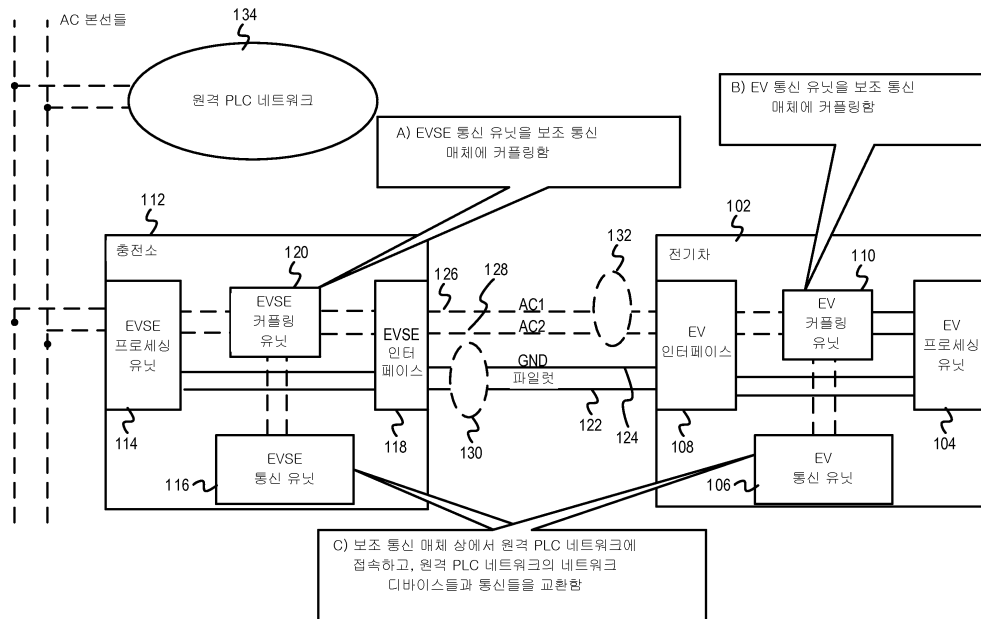 AC 본선들
134
원격 PLC 네트워크
A) EVSE 통신 유닛을 보조 통신
매체에 커플링함
B) EV 통신 유닛을 보조 통신
매체에 커플링함
112
충전소
120
EVSE
커플링
유닛
EVSE
프로세싱
유닛
114
EVSE
인터
페이스
118
116
EVSE
통신 유닛
126
128
132
AC1
AC2
GND
파일럿
130
122
124
102
전기차
110
EV
커플링
유닛
EV
인터페이스
108
EV
프로세싱
유닛
104
106
EV
통신 유닛
C) 보조 통신 매체 상에서 원격 PLC 네트워크에
접속하고, 원격 PLC 네트워크의 네트워크
디바이스들과 통신들을 교환함